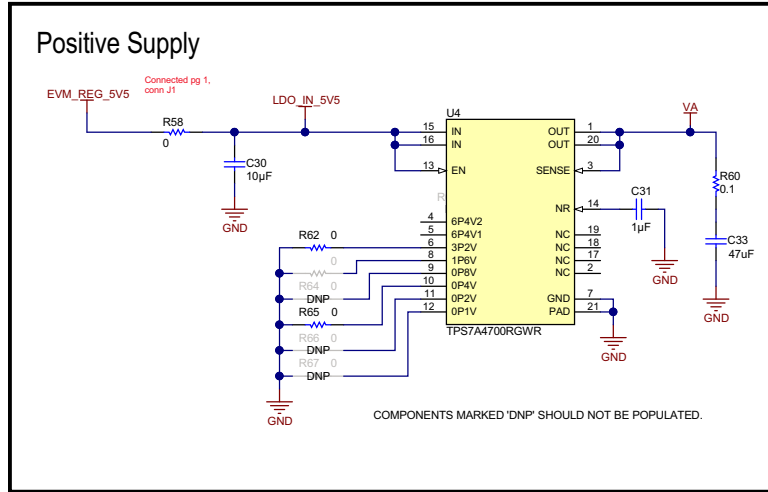 Positive Supply
Connected pg 1,
conn J1
EVM_REG_5V5
LDO_IN_5V5
R58
0
C30
10µF
GND
U4
15 IN
16 IN
13 EN
4 6P4V2
5 6P4V1
6 3P2V
8 1P6V
9 0P8V
10 0P4V
11 0P2V
12 0P1V
OUT 1
OUT 20
SENSE 3
NR 14
NC 19
NC 18
NC 17
NC 2
GND 7
PAD 21
TPS7A4700RGWR
R62 0
0
R64 DNP
R65 0
R66 0
DNP
R67 0
DNP
GND
C31
1µF
GND
GND
VA
R60
0.1
C33
47uF
GND
COMPONENTS MARKED 'DNP' SHOULD NOT BE POPULATED.